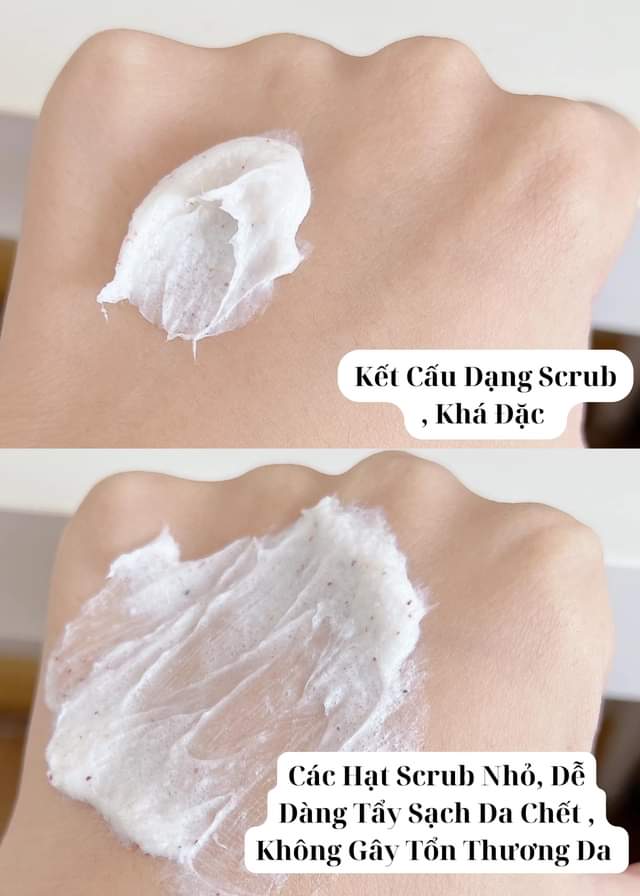 Kết Cấu Dạng Scrub
, Khá Đặc
Các Hạt Scrub Nhỏ, Dễ
Dàng Tẩy Sạch Da Chết ,
Không Gây Tổn Thương Da